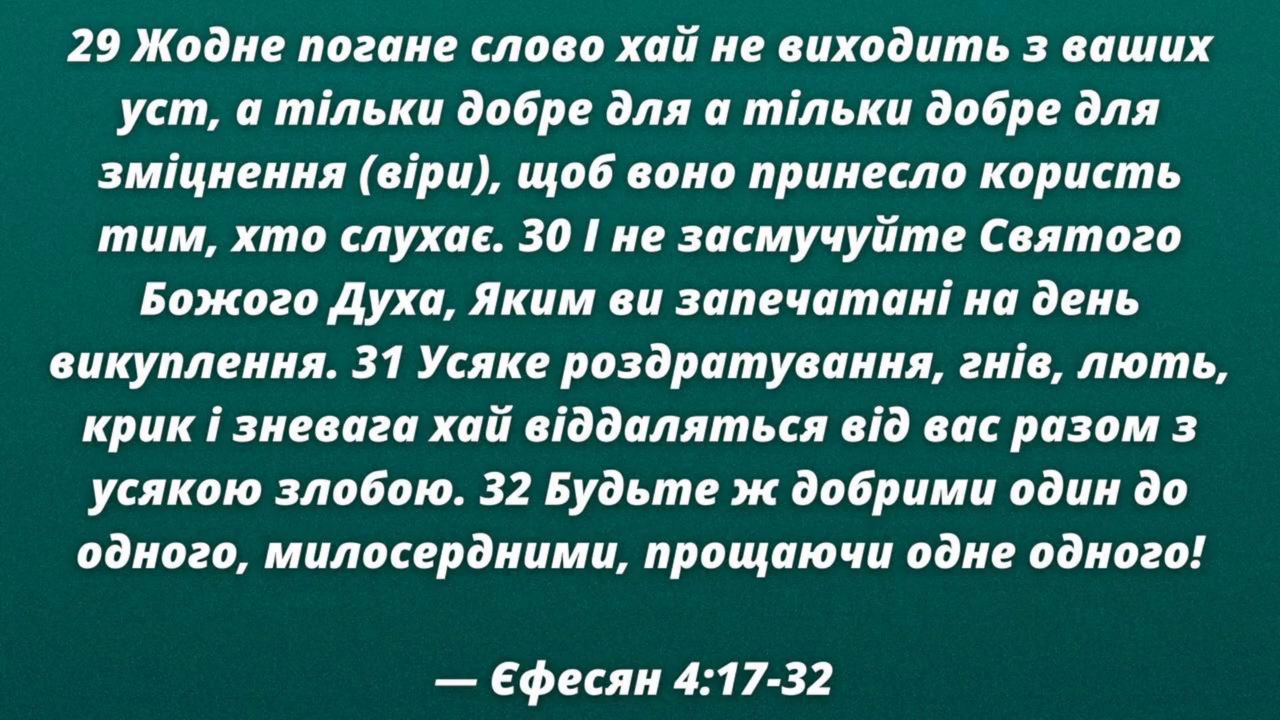 29 Жодне погане слово хай не виходить з ваших
уст, а тільки добре для а тільки добре для
зміцнення (віри), щоб воно принесло користь
тим, хто слухає. 30 І не засмучуйте Святого
Божого Духа, Яким ви запечатані на день
викуплення. 31 Усяке роздратування, гнів, лють,
крик і зневага хай віддаляться від вас разом з
усякою злобою. 32 Будьте ж добрими один до
одного, милосердними, прощаючи одне одного!
— Єфесян 4:17-32